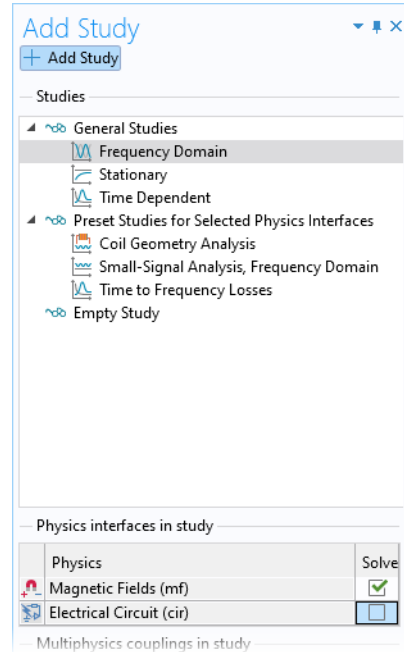 Add Study
Add Study
Studies
General Studies
Frequency Domain
Stationary
Time Dependent
Preset Studies for Selected Physics Interfaces
Coil Geometry Analysis
Small-Signal Analysis, Frequency Domain
Time to Frequency Losses
Empty Study
Physics interfaces in study
Physics Solve
Magnetic Fields (mf)
Electrical Circuit (cir)
Multiphysics couplings in study